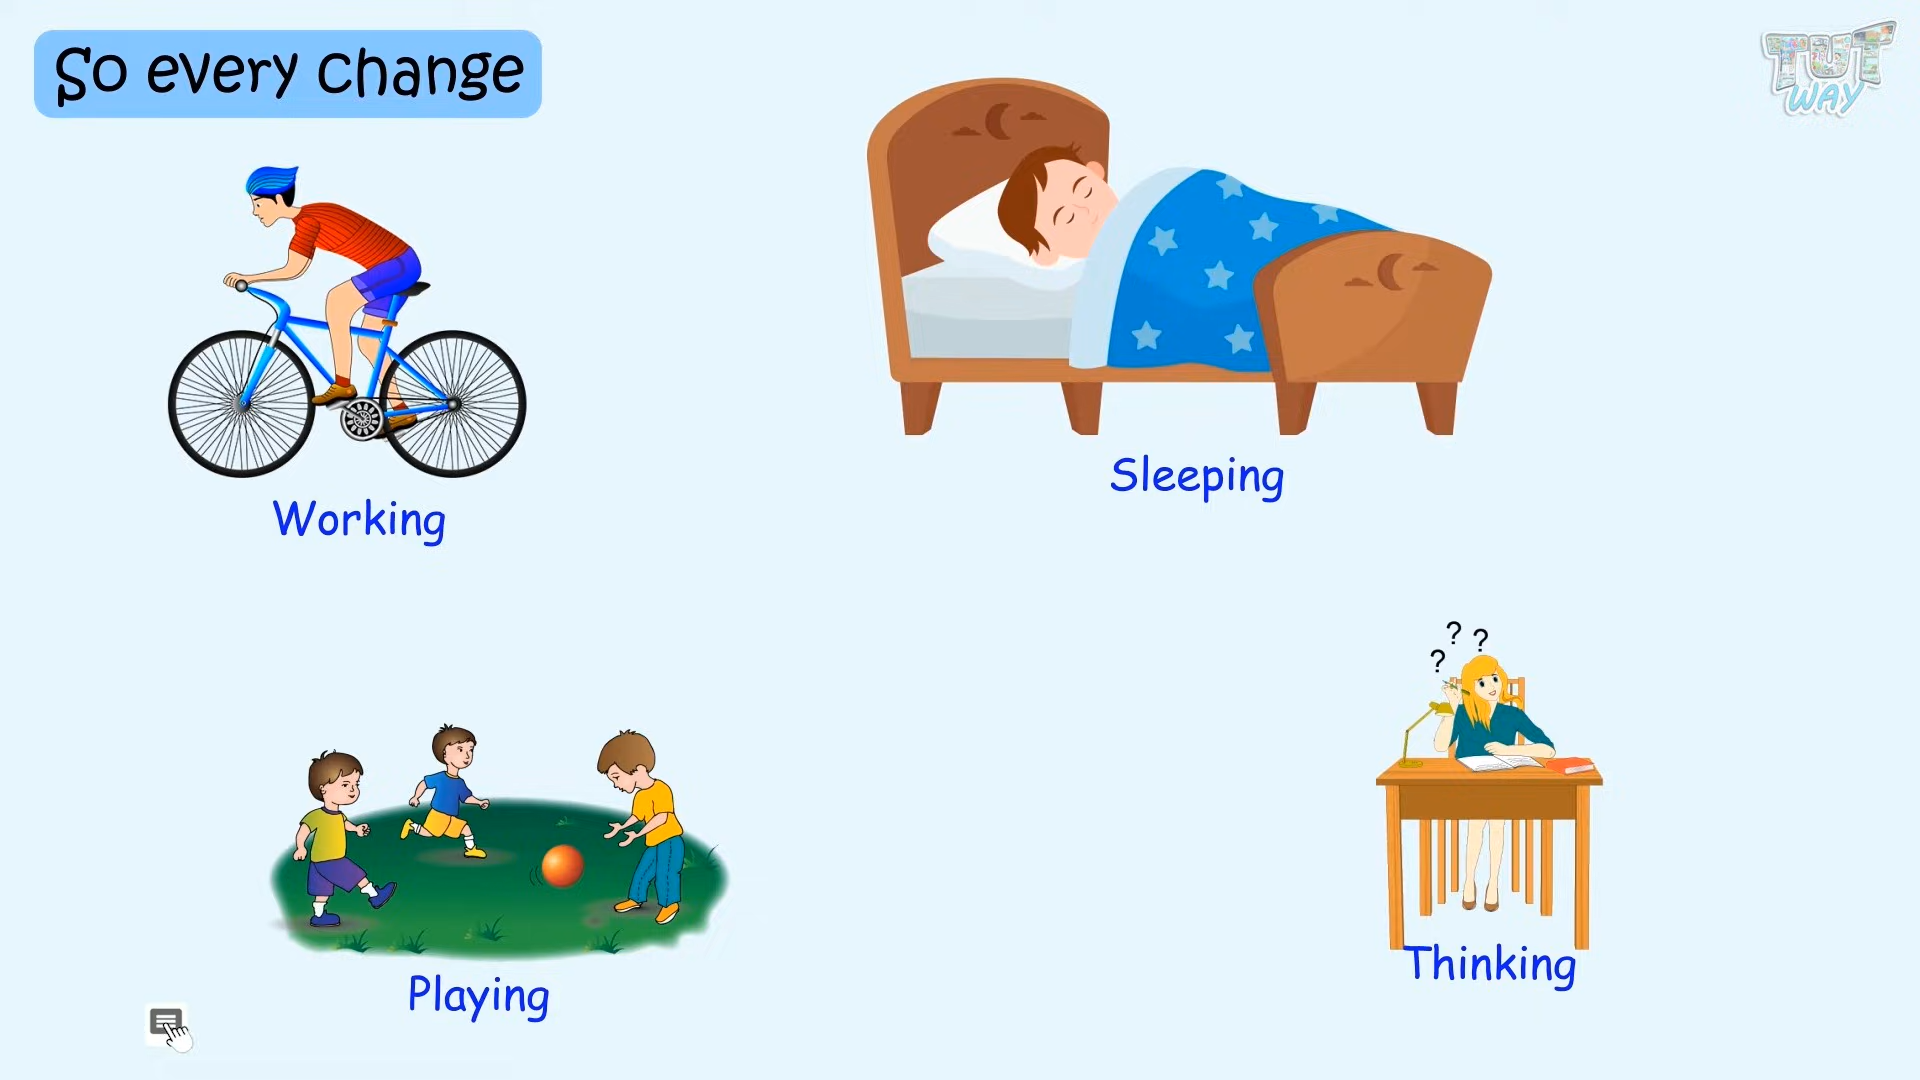 So every change
TUT
WAY
Sleeping
Working
? ?
?
Playing
Thinking